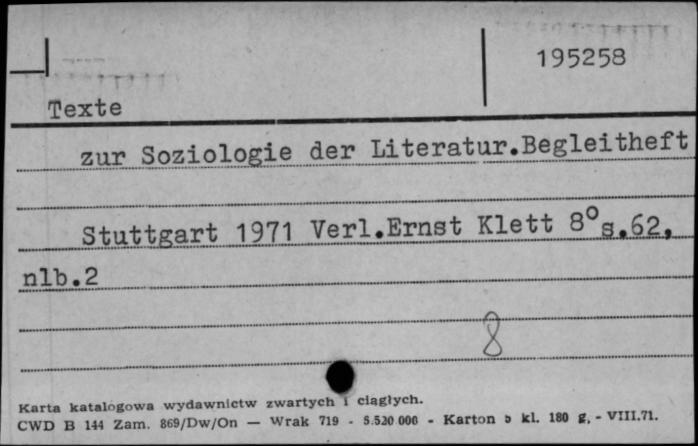 195258
Texte
zur Soziologie der Literatur.Begleitheft
Stuttgart 1971 Verl.Ernst Klett 8° s.62,
nlb.2
8
Karta katalogowa wydawnictw zwartych i ciągłych.
CWD B 144 Zam. 869/Dw/On — Wrak 719 - 5.520 000 - Karton kl. 180 g, - VIII.71.